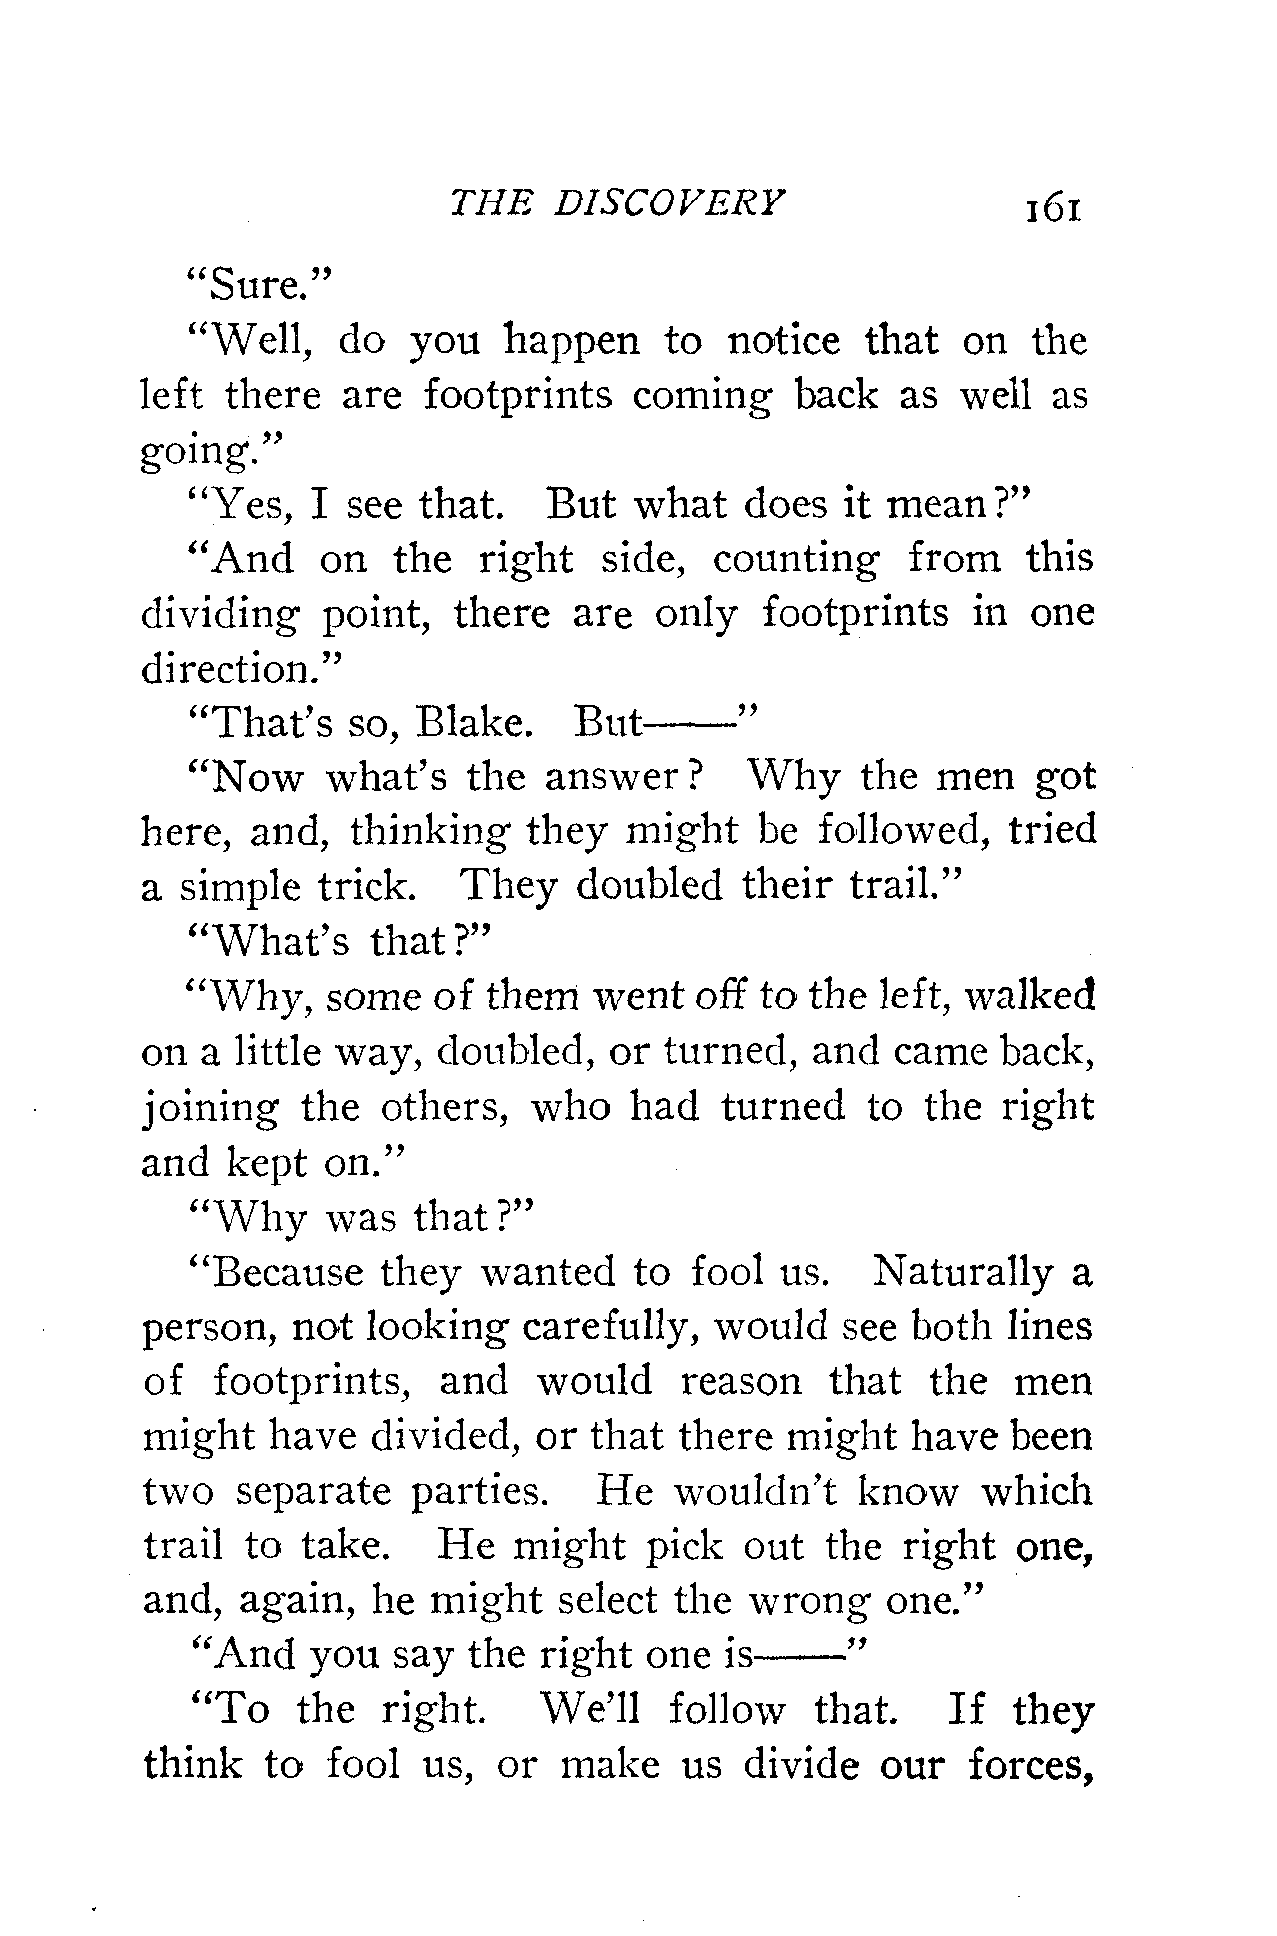 THE DISCOVERY 161
“Sure.”
“Well, do you happen to notice that on the
left there are footprints coming back as well as
going.”
“Yes, I see that. But what does it mean?”
“And on the right side, counting from this
dividing point, there are only footprints in one
direction.”
“That’s so, Blake. But——”
“Now what’s the answer? Why the men got
here, and, thinking they might be followed, tried
a simple trick. They doubled their trail.”
“What’s that?”
“Why, some of them went off to the left, walked
on a little way, doubled, or turned, and came back,
joining the others, who had turned to the right
and kept on.”
“Why was that?”
“Because they wanted to fool us. Naturally a
person, not looking carefully, would see both lines
of footprints, and would reason that the men
might have divided, or that there might have been
two separate parties. He wouldn’t know which
trail to take. He might pick out the right one,
and, again, he might select the wrong one.”
“And you say the right one is——”
“To the right. We’ll follow that. If they
think to fool us, or make us divide our forces,